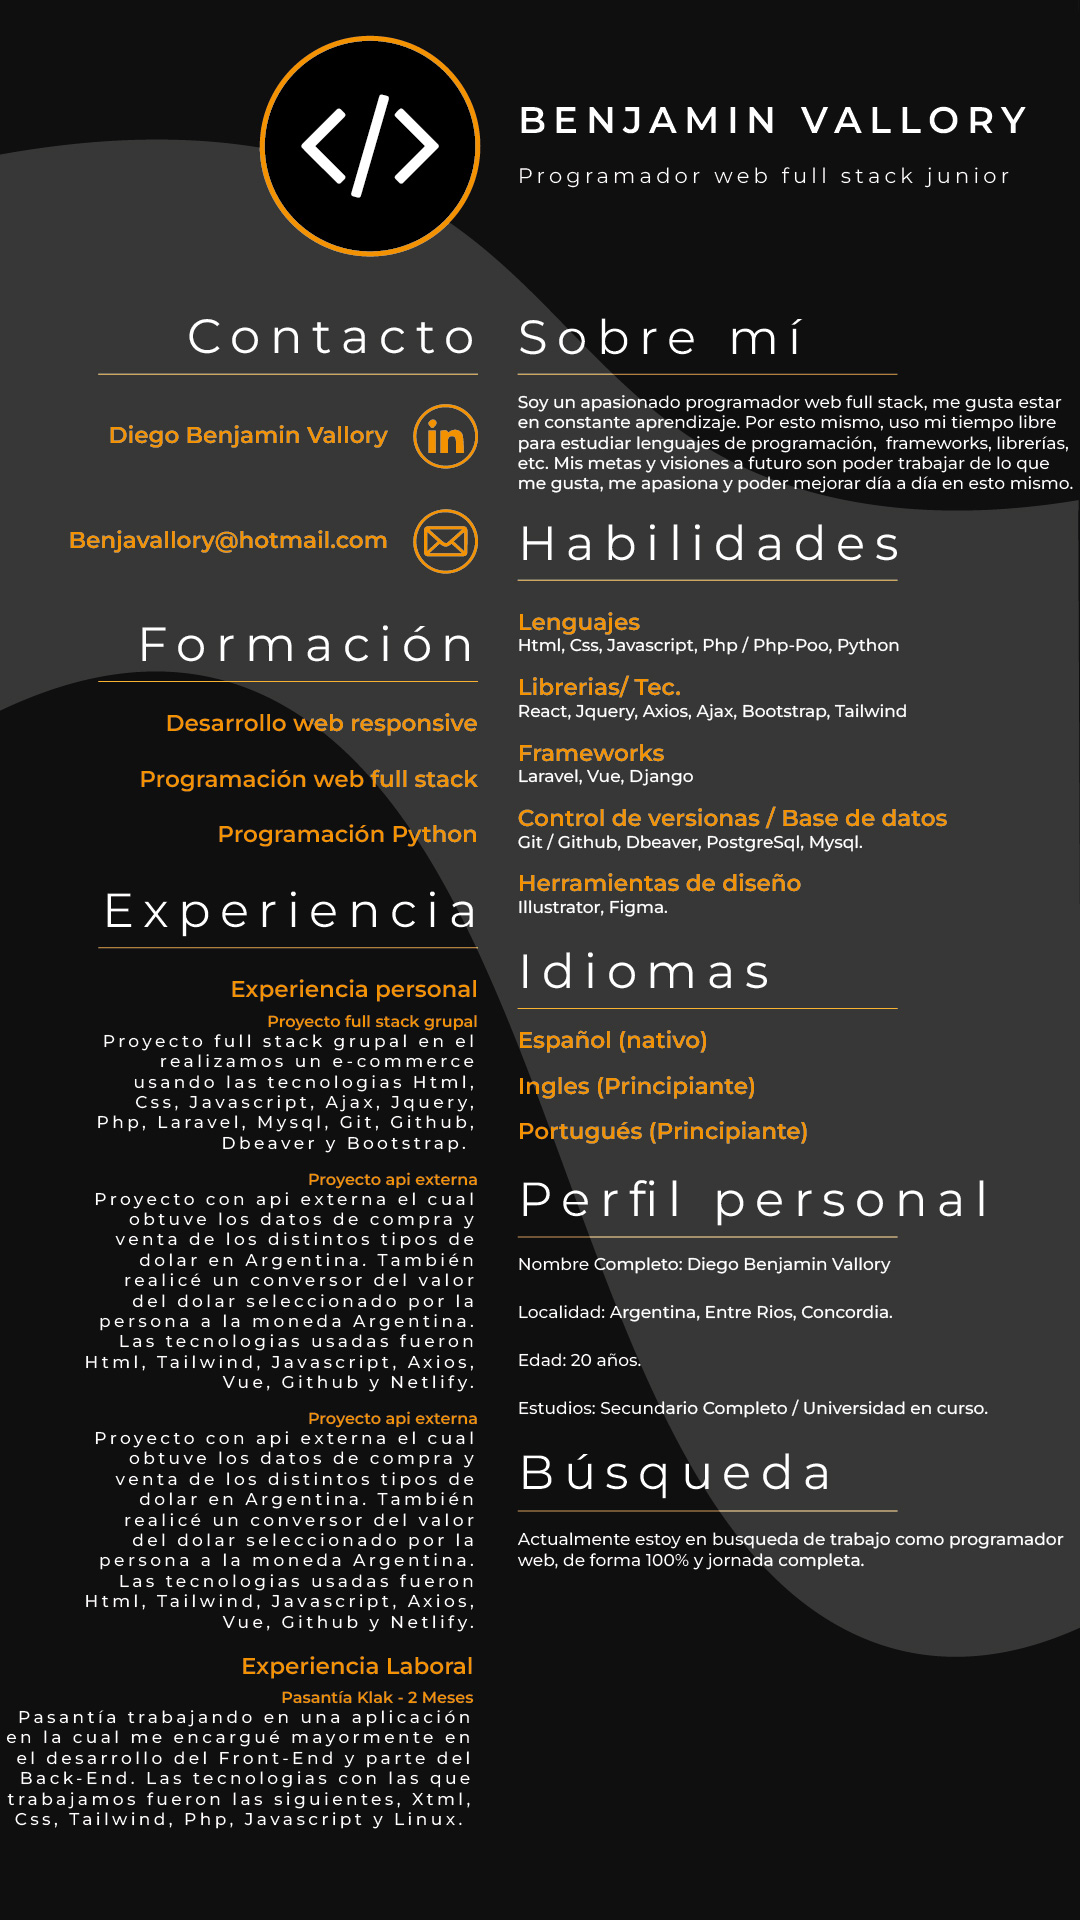 </>
BENJAMIN VALLORY
Programador web full stack junior
Contacto
Diego Benjamin Vallory
in
Benjavallory@hotmail.com
Formación
Desarrollo web responsive
Programación web full stack
Programación Python
Experiencia
Experiencia personal
Proyecto full stack grupal
Proyecto full stack grupal en el
realizamos un e-commerce
usando las tecnologias Html,
Css, Javascript, Ajax, Jquery,
Php, Laravel, Mysql, Git, Github,
Dbeaver y Bootstrap.
Proyecto api externa
Proyecto con api externa el cual
obtuve los datos de compra y
venta de los distintos tipos de
dolar en Argentina. También
realicé un conversor del valor
del dolar seleccionado por la
persona a la moneda Argentina.
Las tecnologias usadas fueron
Html, Tailwind, Javascript, Axios,
Vue, Github y Netlify.
Proyecto api externa
Proyecto con api externa el cual
obtuve los datos de compra y
venta de los distintos tipos de
dolar en Argentina. También
realicé un conversor del valor
del dolar seleccionado por la
persona a la moneda Argentina.
Las tecnologias usadas fueron
Html, Tailwind, Javascript, Axios,
Vue, Github y Netlify.
Experiencia Laboral
Pasantía Klak - 2 Meses
Pasantía trabajando en una aplicación
en la cual me encargué mayormente en
el desarrollo del Front-End y parte del
Back-End. Las tecnologias con las que
trabajamos fueron las siguientes, Xtml,
Css, Tailwind, Php, Javascript y Linux.
Sobre mí
Soy un apasionado programador web full stack, me gusta estar
en constante aprendizaje. Por esto mismo, uso mi tiempo libre
para estudiar lenguajes de programación, frameworks, librerías,
etc. Mis metas y visiones a futuro son poder trabajar de lo que
me gusta, me apasiona y poder mejorar día a día en esto mismo.
Habilidades
Lenguajes
Html, Css, Javascript, Php / Php-Poo, Python
Librerias/ Tec.
React, Jquery, Axios, Ajax, Bootstrap, Tailwind
Frameworks
Laravel, Vue, Django
Control de versionas / Base de datos
Git / Github, Dbeaver, PostgreSql, Mysql.
Herramientas de diseño
Illustrator, Figma.
Idiomas
Español (nativo)
Ingles (Principiante)
Portugués (Principiante)
Perfil personal
Nombre Completo: Diego Benjamin Vallory
Localidad: Argentina, Entre Rios, Concordia.
Edad: 20 años.
Estudios: Secundario Completo / Universidad en curso.
Búsqueda
Actualmente estoy en busqueda de trabajo como programador
web, de forma 100% y jornada completa.